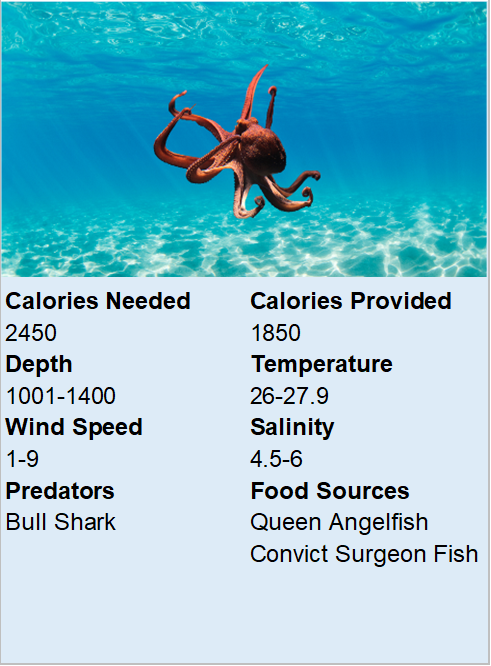 Calories Needed
Calories Provided
2450
1850
Depth
Temperature
1001-1400
26-27.9
Wind Speed
Salinity
1-9
4.5-6
Predators
Food Sources
Bull Shark
Queen Angelfish
Convict Surgeon Fish